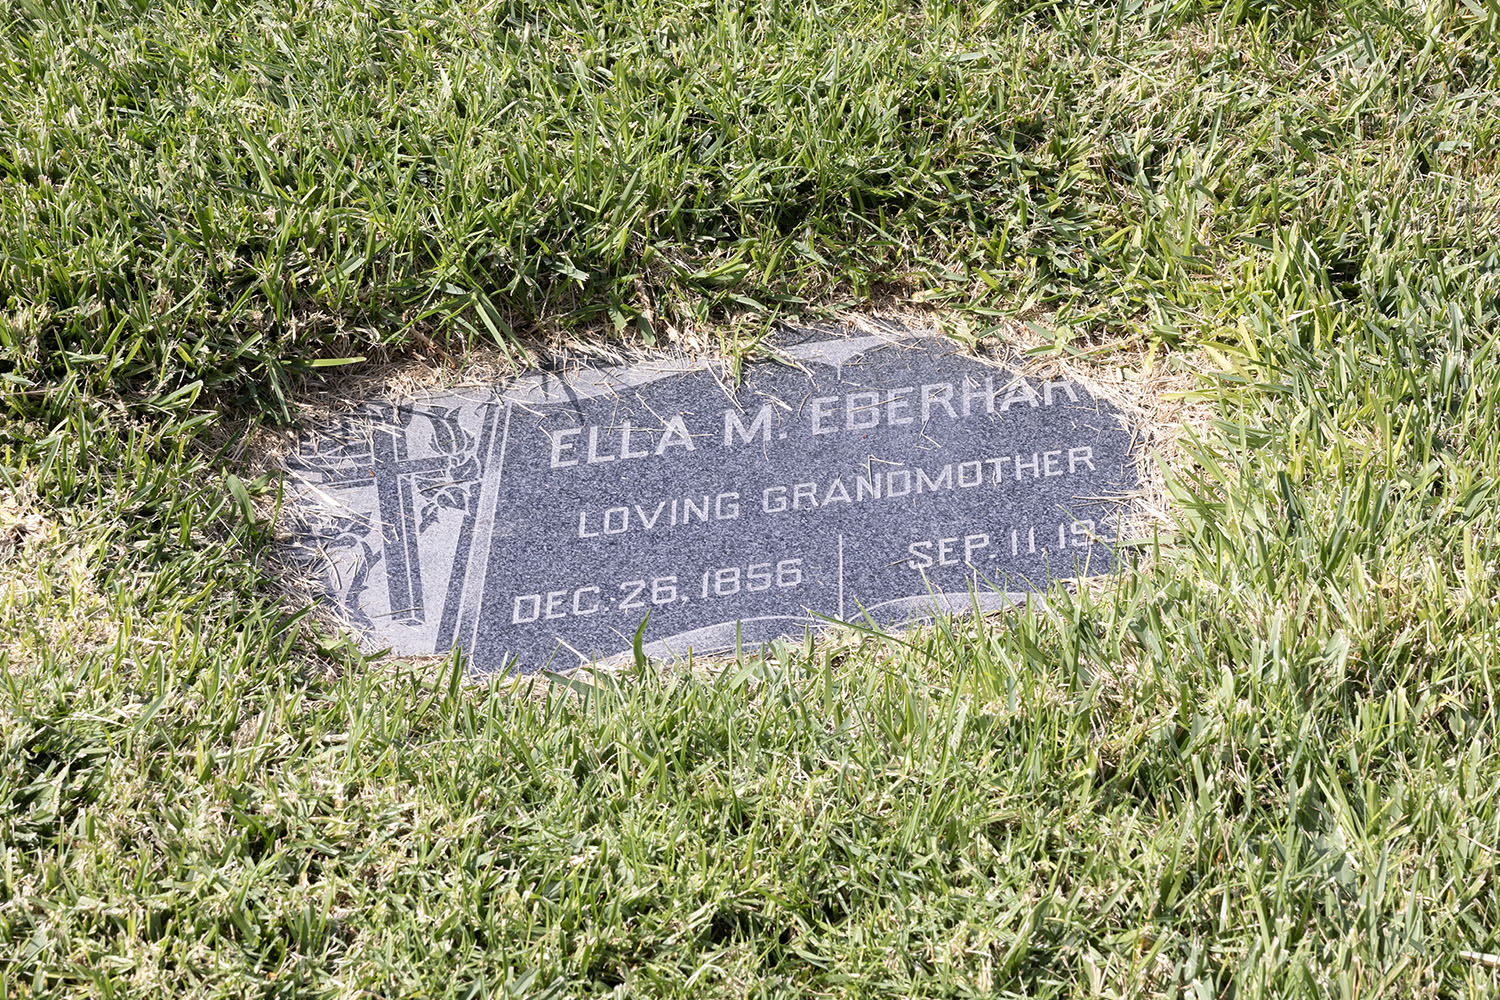 ELLA M. EBERHAR
LOVING GRANDMOTHER
DEC. 26, 1856 SEP. 11, 19